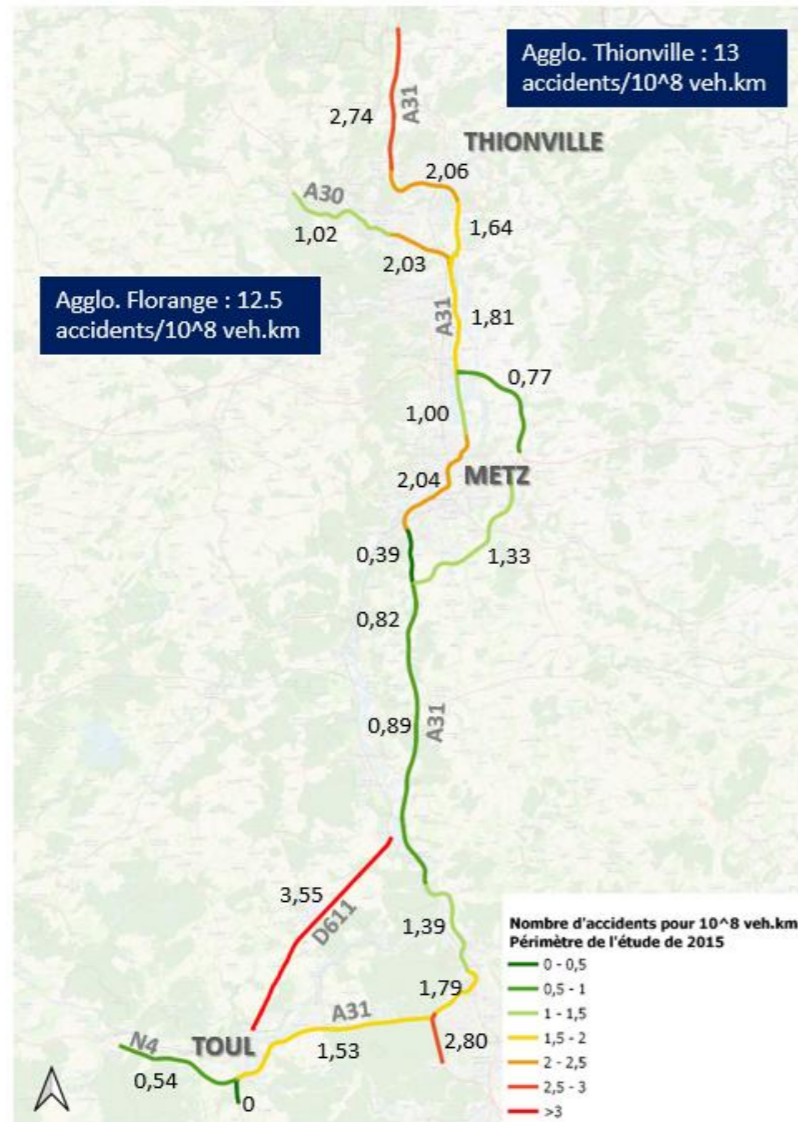 Agglo. Thionville : 13
accidents/10^8 veh.km
A31
2,74
THIONVILLE
2,06
A30
1,02
1,64
2,03
Agglo. Florange : 12.5
accidents/10^8 veh.km
A31
1,81
0,77
1,00
METZ
2,04
0,39
1,33
0,82
A31
0,89
3,55
D611
1,39
Nombre d'accidents pour 10^8 veh.km
Périmètre de l'étude de 2015
0 - 0,5
0,5 - 1
1 - 1,5
1,5 - 2
2 - 2,5
2,5 - 3
>3
1,79
A31
TOUL
1,53
2,80
N4
0,54
0